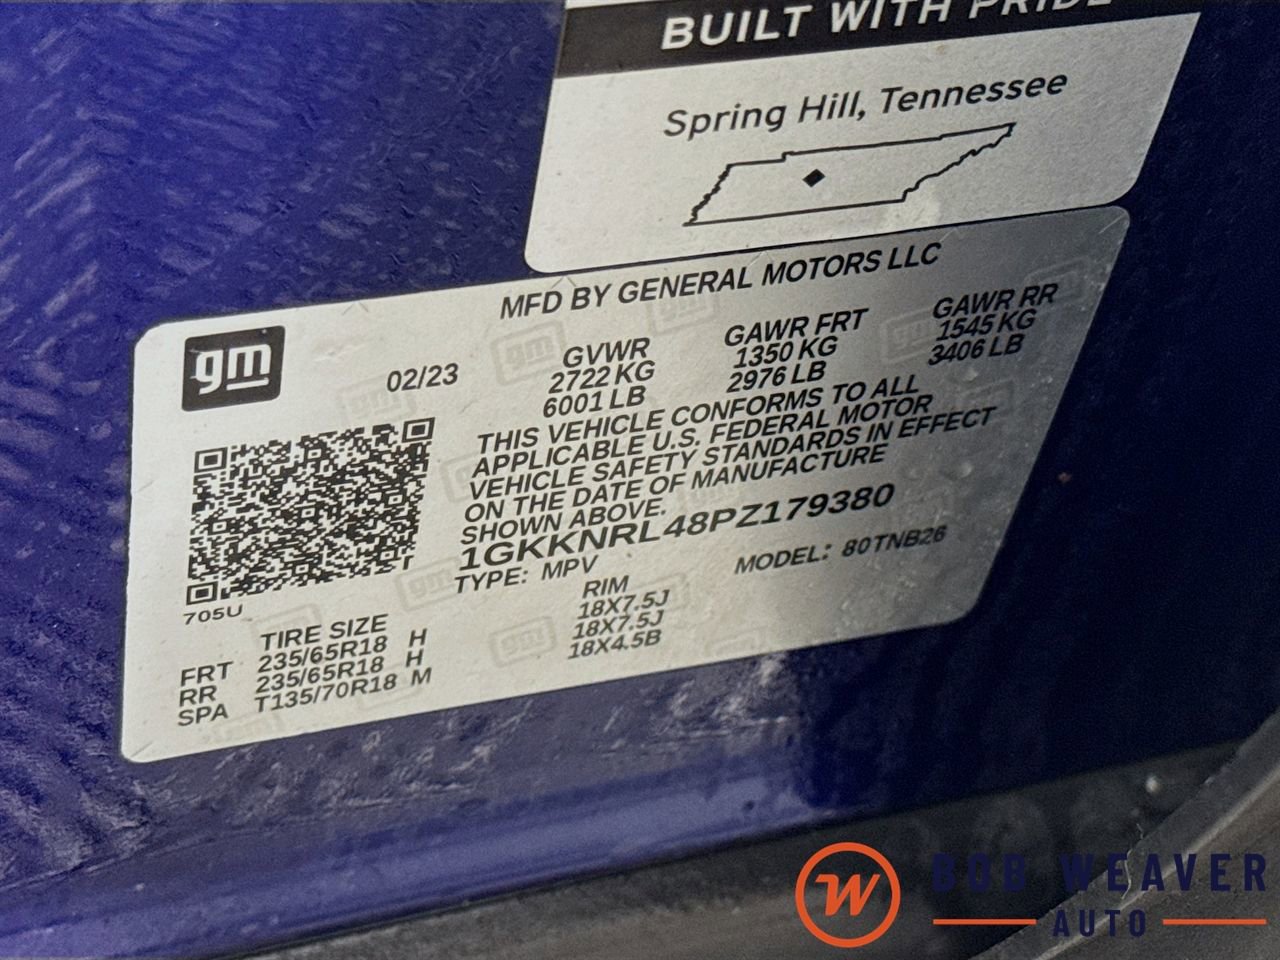 BUILT WITH PRIDE
Spring Hill, Tennessee
MFD BY GENERAL MOTORS LLC
gm
02/23
GVWR
2722 KG
6001 LB
GAWR FRT
1350 KG
2976 LB
GAWR RR
1545 KG
3406 LB
THIS VEHICLE CONFORMS TO ALL
APPLICABLE U.S. FEDERAL MOTOR
VEHICLE SAFETY STANDARDS IN EFFECT
ON THE DATE OF MANUFACTURE
SHOWN ABOVE.
1GKKNRL48PZ179380
TYPE: MPV
MODEL: 80TNB26
705U
TIRE SIZE RIM
FRT 235/65R18 H 18X7.5J
RR 235/65R18 H 18X7.5J
SPA T135/70R18 M 18X4.5B
W
BOB WEAVER
AUTO